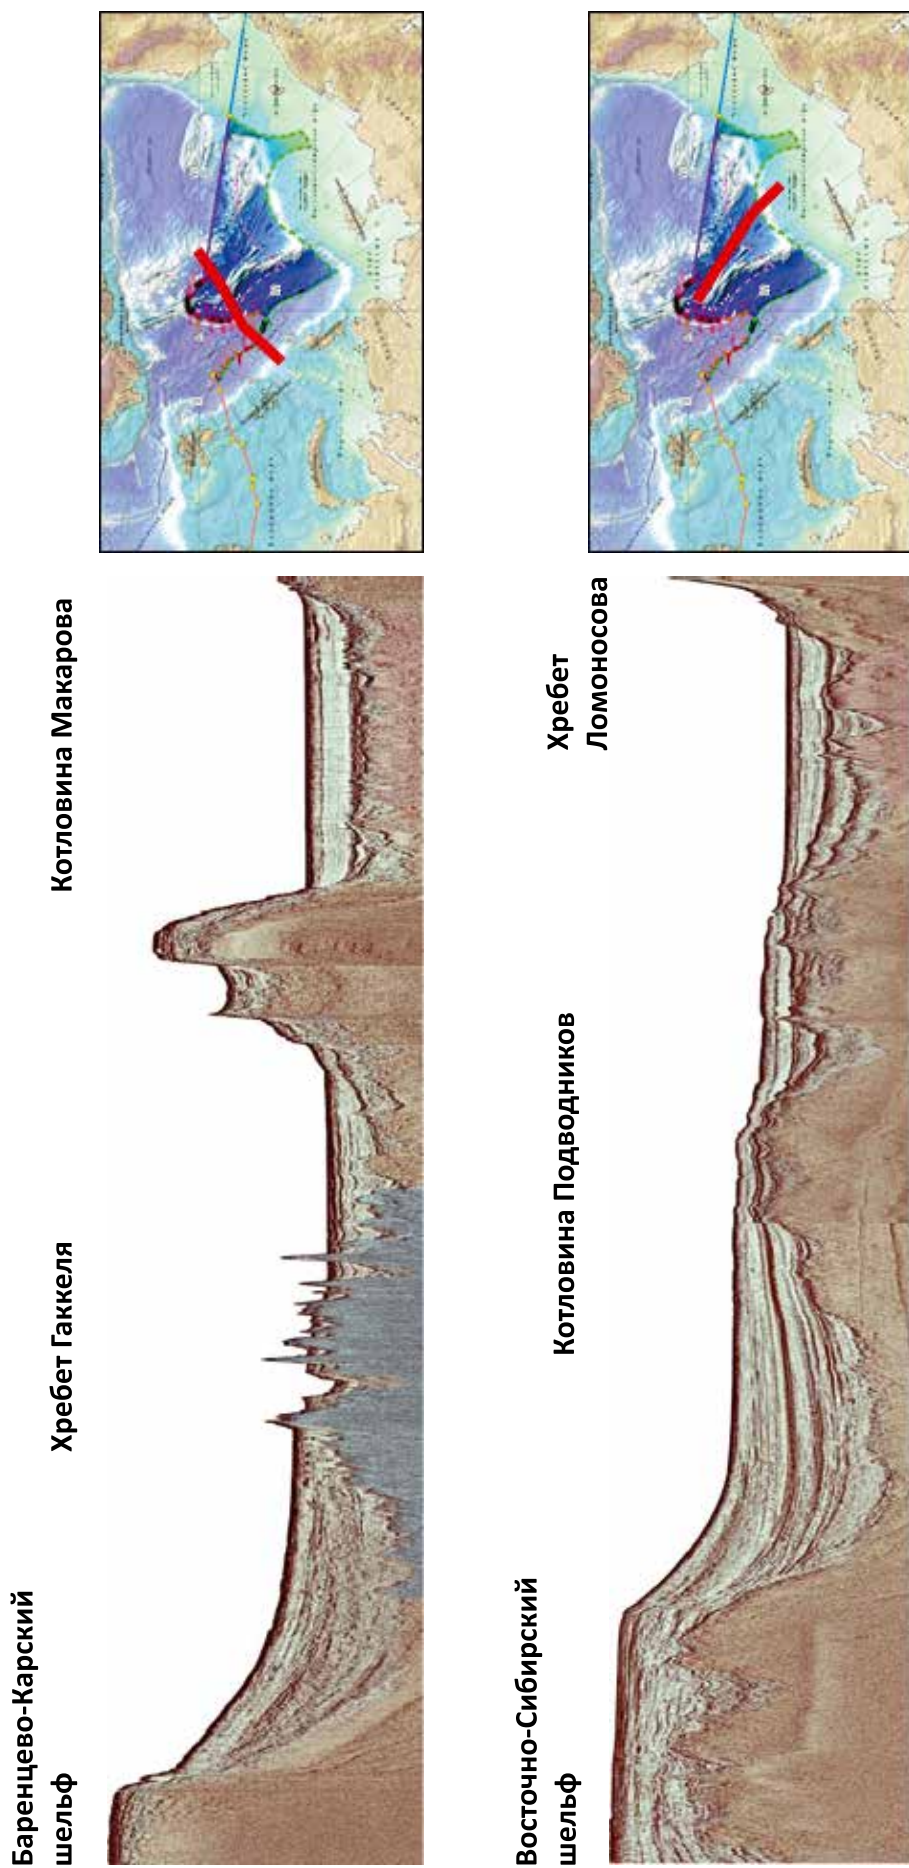 Баренцево-Карский
шельф
Хребет Гаккеля
Котловина Макарова
Восточно-Сибирский
шельф
Котловина Подводников
Хребет
Ломоносова